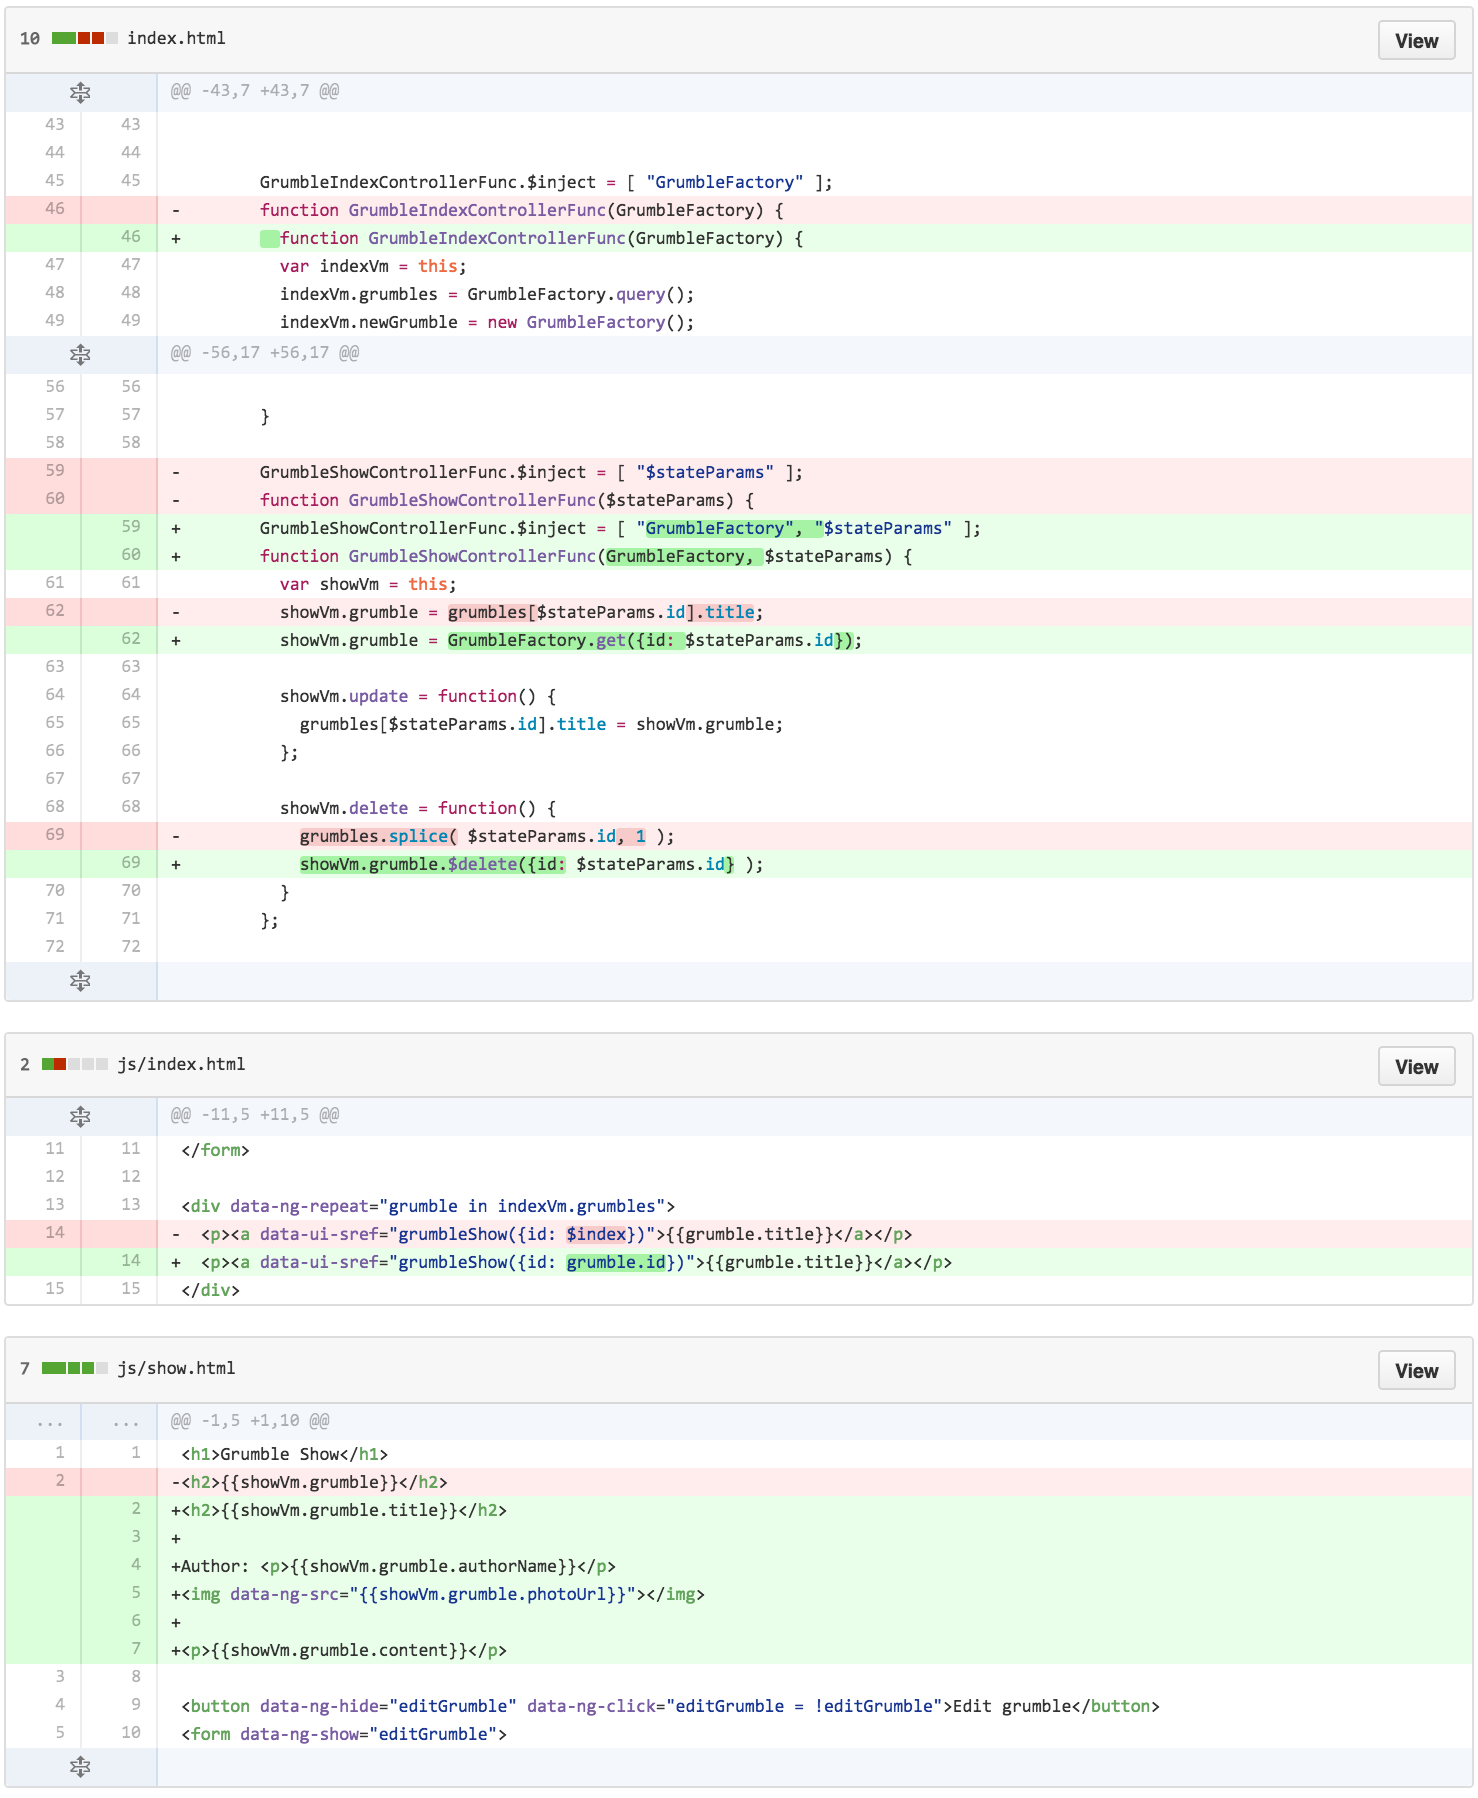 10 index.html View
@@ -43,7 +43,7 @@
43 43
44 44
45 45 GrumbleIndexControllerFunc.$inject = [ "GrumbleFactory" ];
46 - function GrumbleIndexControllerFunc(GrumbleFactory) {
46 + function GrumbleIndexControllerFunc(GrumbleFactory) {
47 47 var indexVm = this;
48 48 indexVm.grumbles = GrumbleFactory.query();
49 49 indexVm.newGrumble = new GrumbleFactory();
@@ -56,17 +56,17 @@
56 56
57 57 }
58 58
59 - GrumbleShowControllerFunc.$inject = [ "$stateParams" ];
60 - function GrumbleShowControllerFunc($stateParams) {
59 + GrumbleShowControllerFunc.$inject = [ "GrumbleFactory", "$stateParams" ];
60 + function GrumbleShowControllerFunc(GrumbleFactory, $stateParams) {
61 61 var showVm = this;
62 - showVm.grumble = grumbles[$stateParams.id].title;
62 + showVm.grumble = GrumbleFactory.get({id: $stateParams.id});
63 63
64 64 showVm.update = function() {
65 65 grumbles[$stateParams.id].title = showVm.grumble;
66 66 };
67 67
68 68 showVm.delete = function() {
69 - grumbles.splice( $stateParams.id, 1 );
69 + showVm.grumble.$delete({id: $stateParams.id} );
70 70 }
71 71 };
72 72
2 js/index.html View
@@ -11,5 +11,5 @@
11 11 </form>
12 12
13 13 <div data-ng-repeat="grumble in indexVm.grumbles">
14 - <p><a data-ui-sref="grumbleShow({id: $index})">{{grumble.title}}</a></p>
14 + <p><a data-ui-sref="grumbleShow({id: grumble.id})">{{grumble.title}}</a></p>
15 15 </div>
7 js/show.html View
... ... @@ -1,5 +1,10 @@
1 1 <h1>Grumble Show</h1>
2 -<h2>{{showVm.grumble}}</h2>
2 +<h2>{{showVm.grumble.title}}</h2>
3 +
4 +Author: <p>{{showVm.grumble.authorName}}</p>
5 +<img data-ng-src="{{showVm.grumble.photoUrl}}"></img>
6 +
7 +<p>{{showVm.grumble.content}}</p>
3 8
4 9 <button data-ng-hide="editGrumble" data-ng-click="editGrumble = !editGrumble">Edit grumble</button>
5 10 <form data-ng-show="editGrumble">